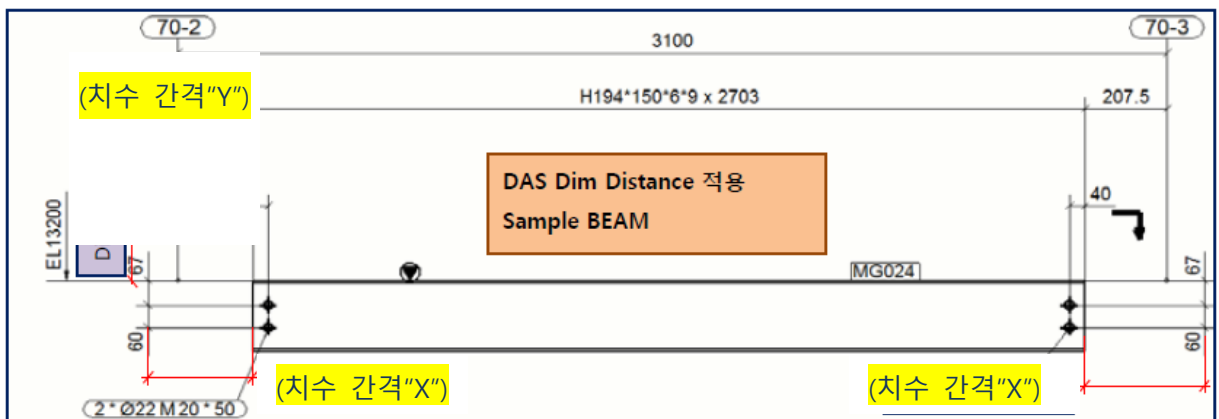 70-2
70-3
3100
(치수 간격"Y")
H194*150*6*9 x 2703
207.5
DAS Dim Distance 적용
Sample BEAM
40
EL13200
D
67
MG024
67
60
60
(치수 간격"X")
(치수 간격"X")
2 * Ø22 M 20 * 50